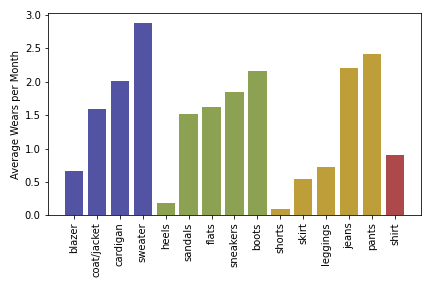 3.0
2.5
2.0
1.5
1.0
0.5
0.0
Average Wears per Month
blazer
coat/jacket
cardigan
sweater
heels
sandals
flats
sneakers
boots
shorts
skirt
leggings
jeans
pants
shirt